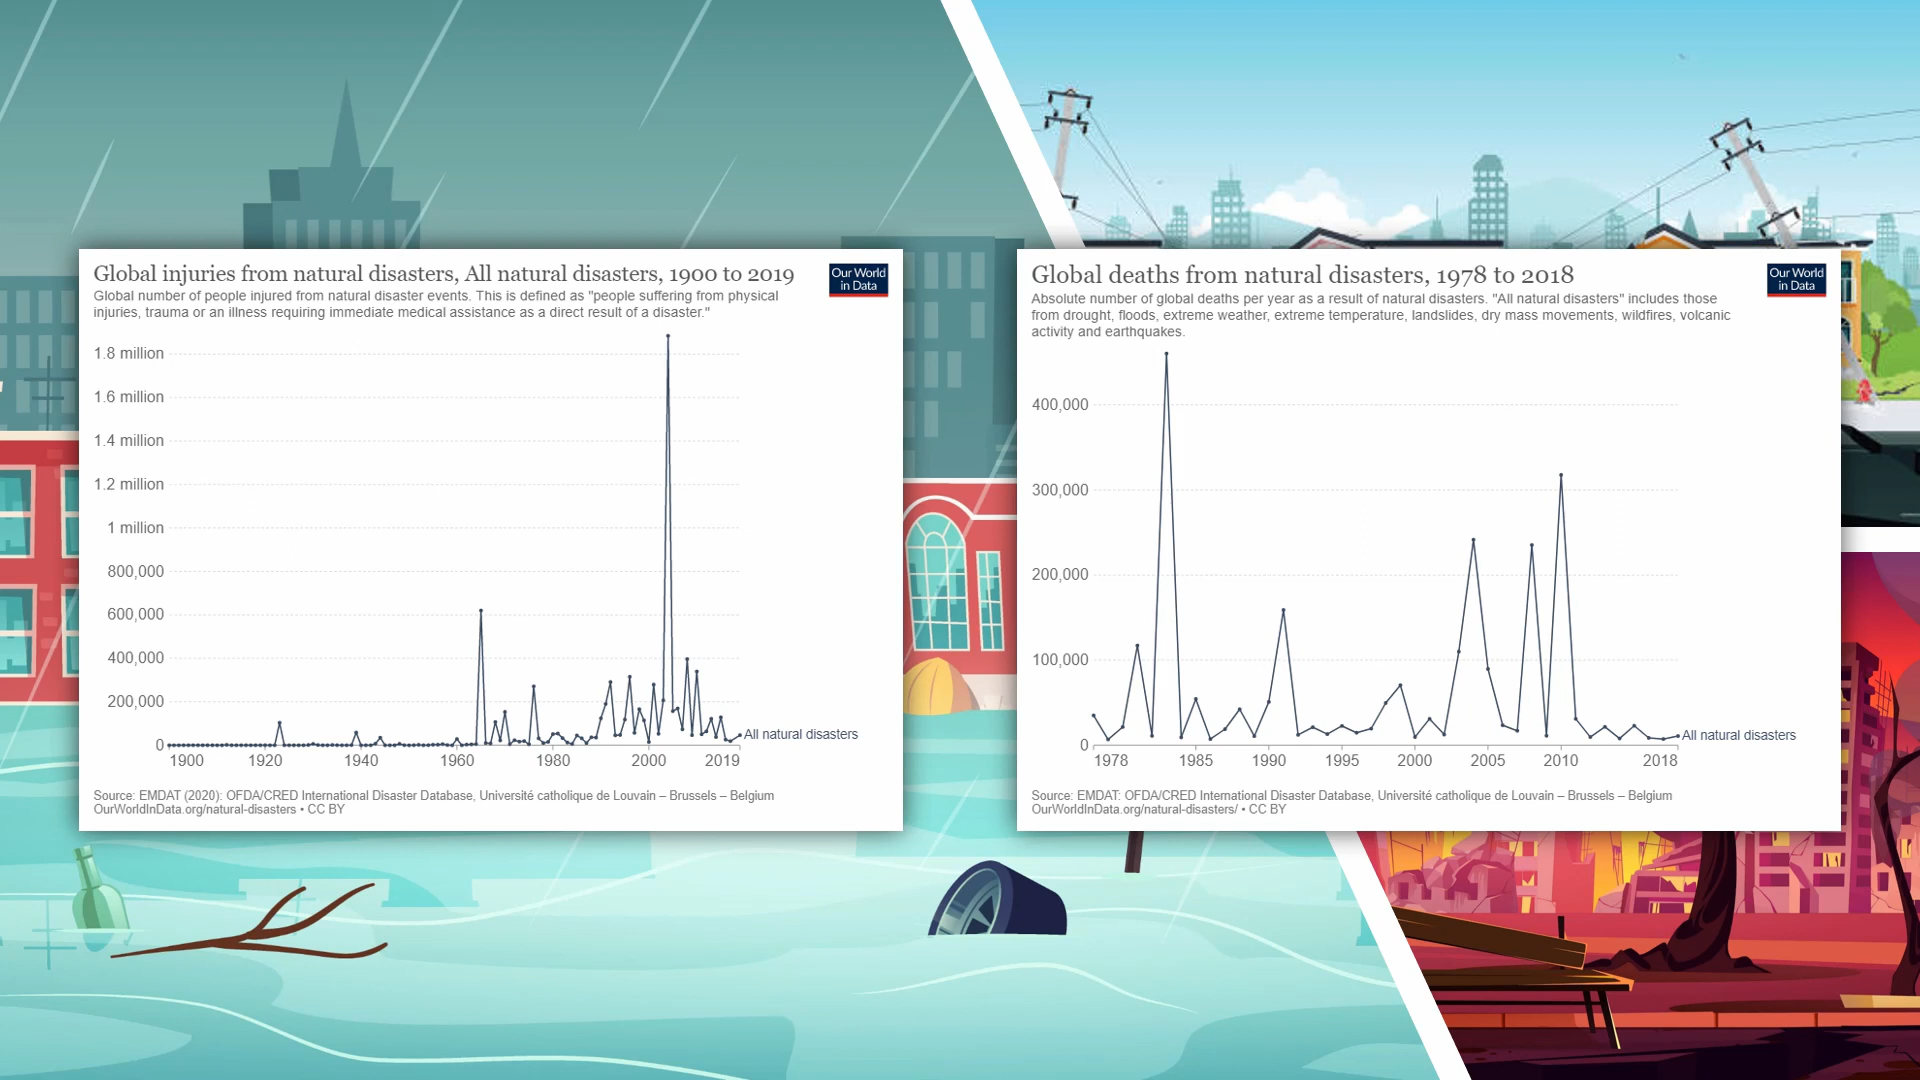 Global injuries from natural disasters, All natural disasters, 1900 to 2019
Our World
in Data
Global number of people injured from natural disaster events. This is defined as "people suffering from physical
injuries, trauma or an illness requiring immediate medical assistance as a direct result of a disaster."
1.8 million
1.6 million
1.4 million
1.2 million
1 million
800,000
600,000
400,000
200,000
0
All natural disasters
1900 1920 1940 1960 1980 2000 2019
Source: EMDAT (2020): OFDA/CRED International Disaster Database, Université catholique de Louvain – Brussels – Belgium
OurWorldInData.org/natural-disasters • CC BY
Global deaths from natural disasters, 1978 to 2018
Our World
in Data
Absolute number of global deaths per year as a result of natural disasters. "All natural disasters" includes those
from drought, floods, extreme weather, extreme temperature, landslides, dry mass movements, wildfires, volcanic
activity and earthquakes.
400,000
300,000
200,000
100,000
0
All natural disasters
1978 1985 1990 1995 2000 2005 2010 2018
Source: EMDAT: OFDA/CRED International Disaster Database, Université catholique de Louvain – Brussels – Belgium
OurWorldInData.org/natural-disasters/ • CC BY